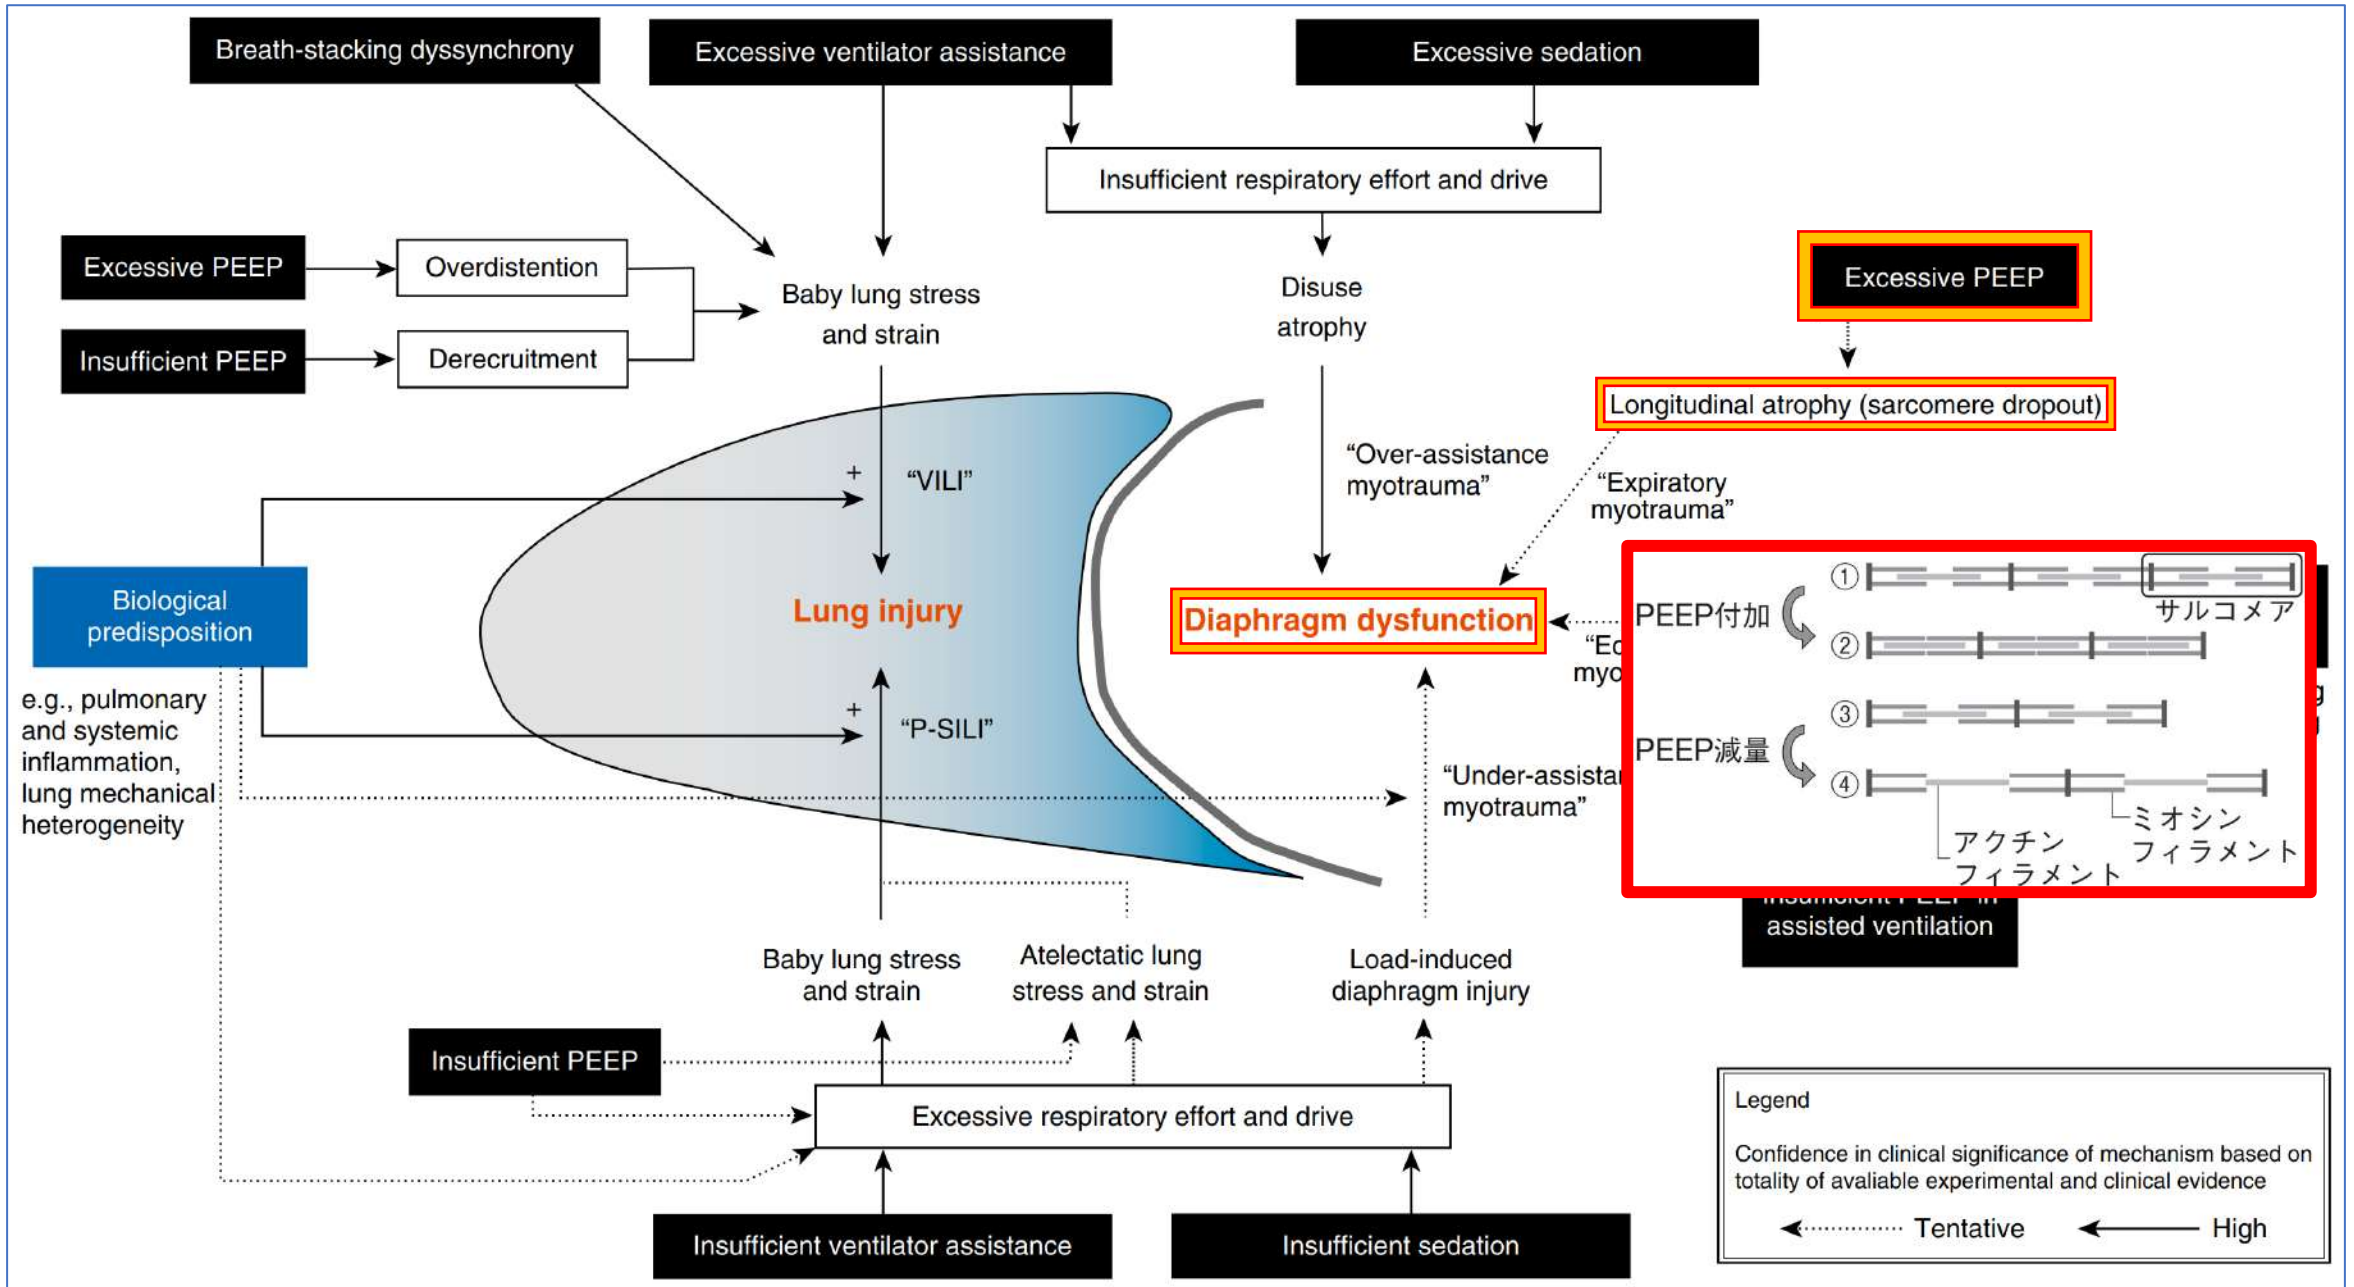 Breath-stacking dyssynchrony
Excessive ventilator assistance
Excessive sedation
Insufficient respiratory effort and drive
Excessive PEEP
Overdistention
Insufficient PEEP
Derecruitment
Baby lung stress
and strain
Disuse
atrophy
Excessive PEEP
Longitudinal atrophy (sarcomere dropout)
"Over-assistance
myotrauma"
"Expiratory
myotrauma"
+
"VILI"
Biological
predisposition
e.g., pulmonary
and systemic
inflammation,
lung mechanical
heterogeneity
Lung injury
Diaphragm dysfunction
+
"P-SILI"
"Under-assista
myotrauma"
PEEP付加
①
サルコメア
②
③
PEEP減量
④
アクチン
フィラメント
ミオシン
フィラメント
assisted ventilation
Baby lung stress
and strain
Atelectatic lung
stress and strain
Load-induced
diaphragm injury
Insufficient PEEP
Excessive respiratory effort and drive
Insufficient ventilator assistance
Insufficient sedation
Legend
Confidence in clinical significance of mechanism based on
totality of avaliable experimental and clinical evidence
Tentative
High